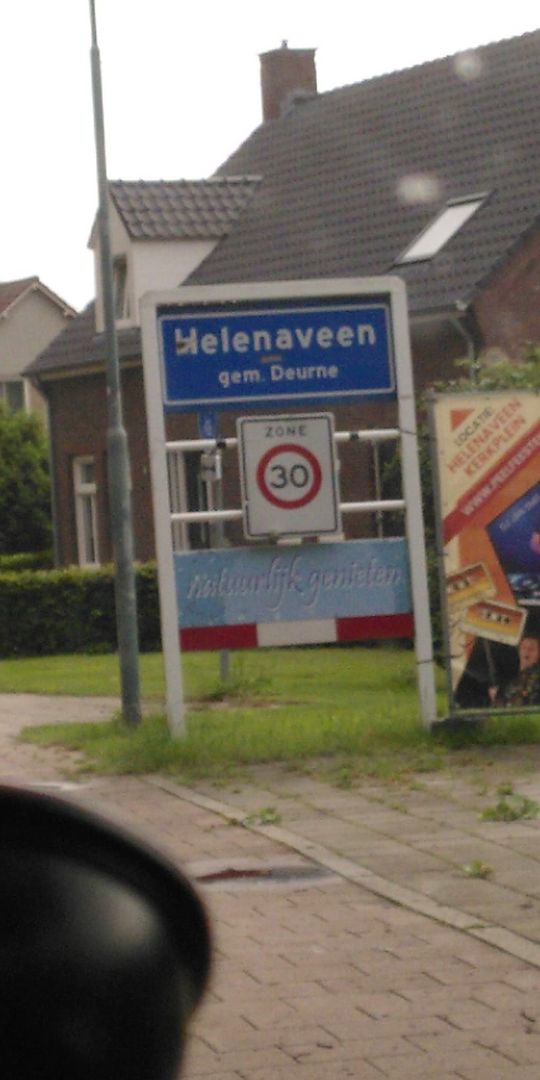 Helenaveen
gem. Deurne
ZONE
30
Natuurlijk genieten
LOCATIE:
HELENAVEEN
KERKPLEIN